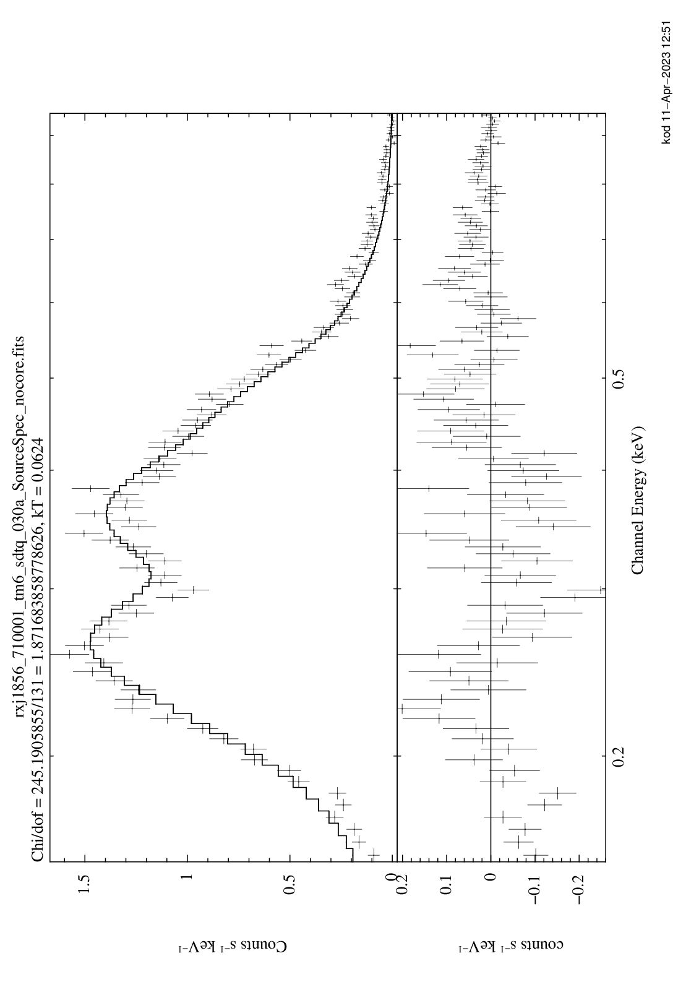 rxj1856_710001_tm6_sdtq_030a_SourceSpec_nocore.fits
Chi/dof = 245.1905855/131 = 1.871683858778626, kT = 0.0624
Counts s⁻¹ keV⁻¹
1.5
1
0.5
0
counts s⁻¹ keV⁻¹
0.2
0.1
0
−0.1
−0.2
0.2
0.5
Channel Energy (keV)
kod 11−Apr−2023 12:51